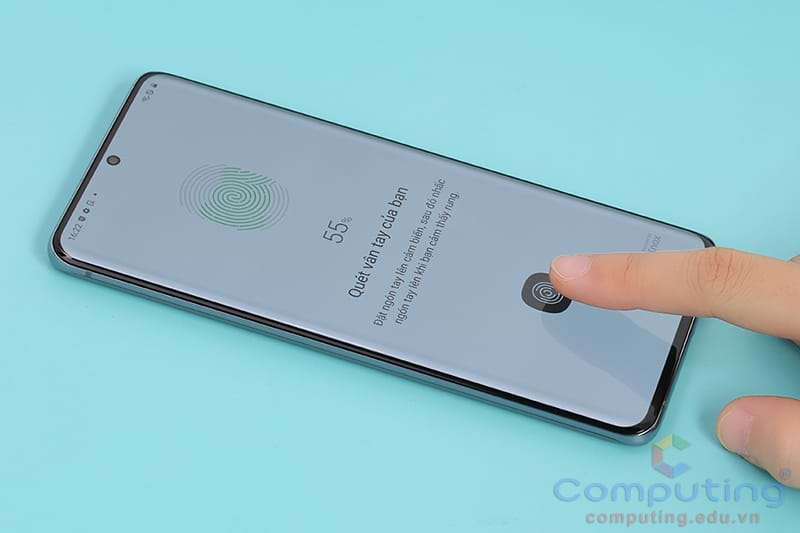 16:22
55%
Quét vân tay của bạn
Đặt ngón tay lên cảm biến, sau đó nhấc
ngón tay lên khi bạn cảm thấy rung.
Knox
Computing®
computing.edu.vn